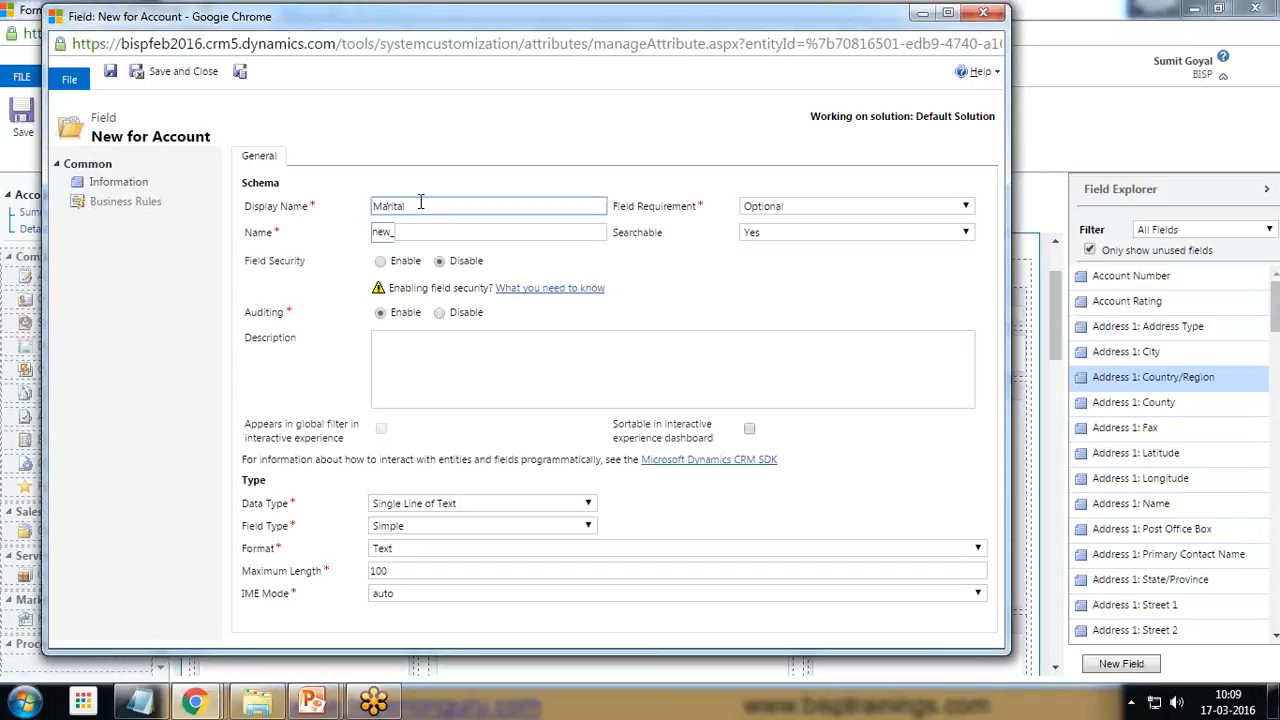 Field: New for Account - Google Chrome
https://bispfeb2016.crm5.dynamics.com/tools/systemcustomization/attributes/manageAttribute.aspx?entityId=%7b70816501-edb9-4740-a1
File
Save and Close
Help
Field
New for Account
Working on solution: Default Solution
Common
Information
Business Rules
General
Schema
Display Name *
Marital
Field Requirement *
Optional
Name *
new_
Searchable
Yes
Field Security
Enable
Disable
Enabling field security? What you need to know
Auditing *
Enable
Disable
Description
Appears in global filter in
interactive experience
Sortable in interactive
experience dashboard
For information about how to interact with entities and fields programmatically, see the Microsoft Dynamics CRM SDK
Type
Data Type *
Single Line of Text
Field Type *
Simple
Format *
Text
Maximum Length *
100
IME Mode *
auto
FILE
Save
Sumit Goyal
BISP
Field Explorer
Filter
All Fields
Only show unused fields
Account Number
Account Rating
Address 1: Address Type
Address 1: City
Address 1: Country/Region
Address 1: County
Address 1: Fax
Address 1: Latitude
Address 1: Longitude
Address 1: Name
Address 1: Post Office Box
Address 1: Primary Contact Name
Address 1: State/Province
Address 1: Street 1
Address 1: Street 2
New Field
www.bisptrainings.com
10:09
17-03-2016